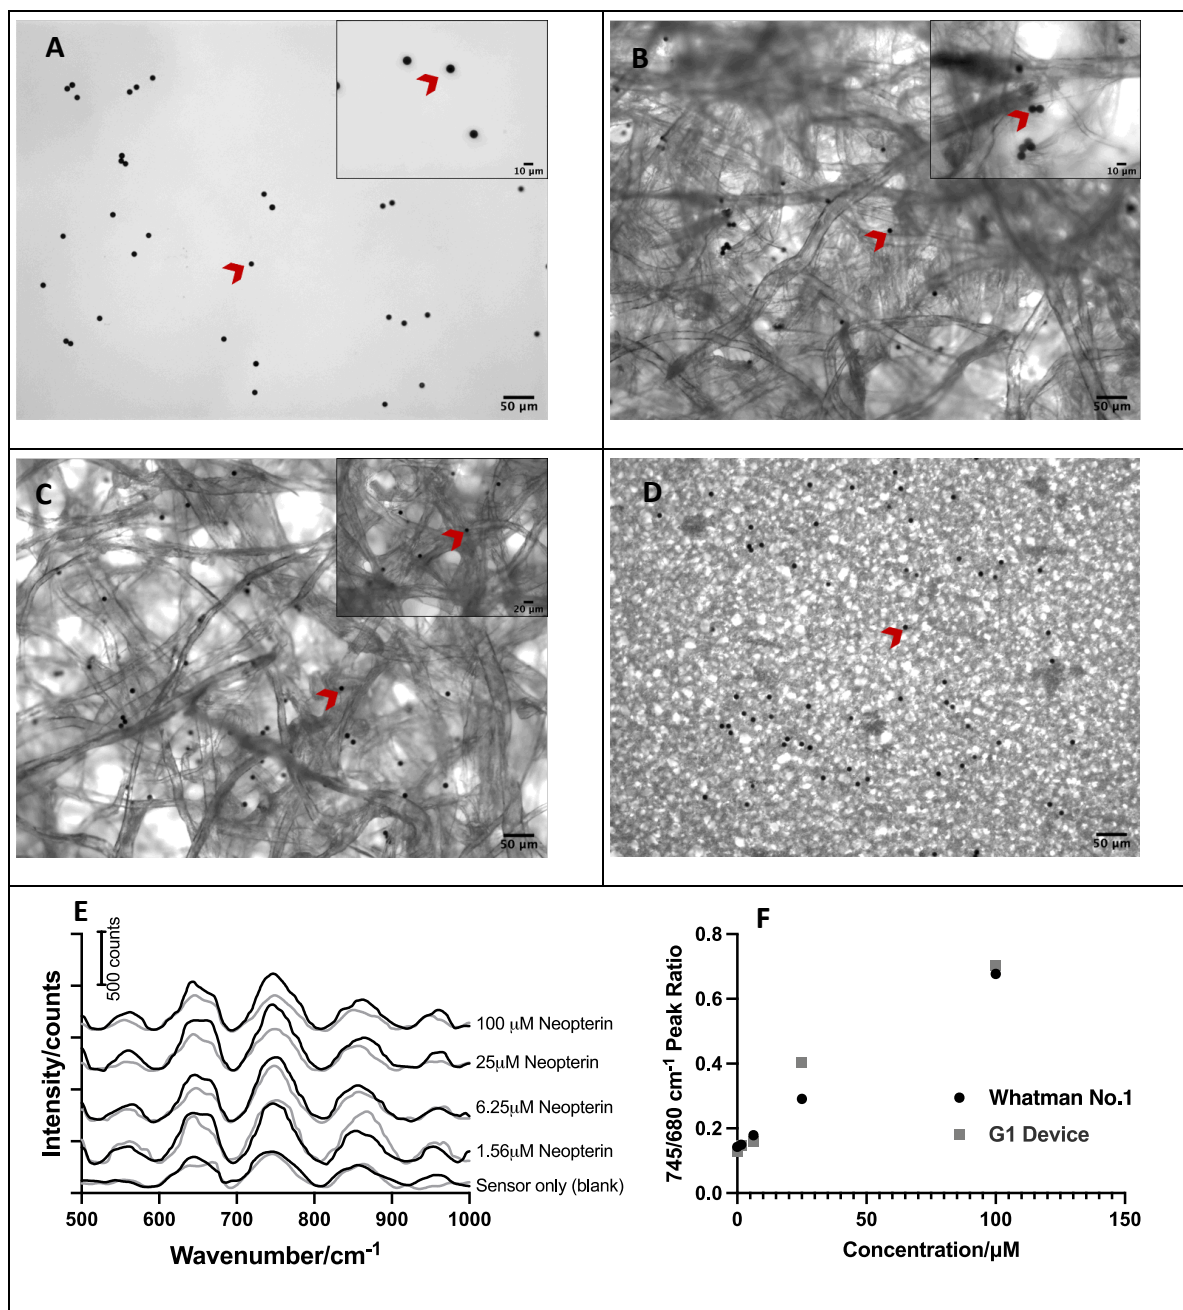 A
10 µm
50 µm
B
10 µm
50 µm
C
20 µm
50 µm
D
50 µm
E
500 counts
Intensity/counts
100 µM Neopterin
25µM Neopterin
6.25µM Neopterin
1.56µM Neopterin
Sensor only (blank)
500 600 700 800 900 1000
Wavenumber/cm-1
F
745/680 cm-1 Peak Ratio
0.8
0.6
0.4
0.2
0.0
Whatman No.1
G1 Device
0 50 100 150
Concentration/µM